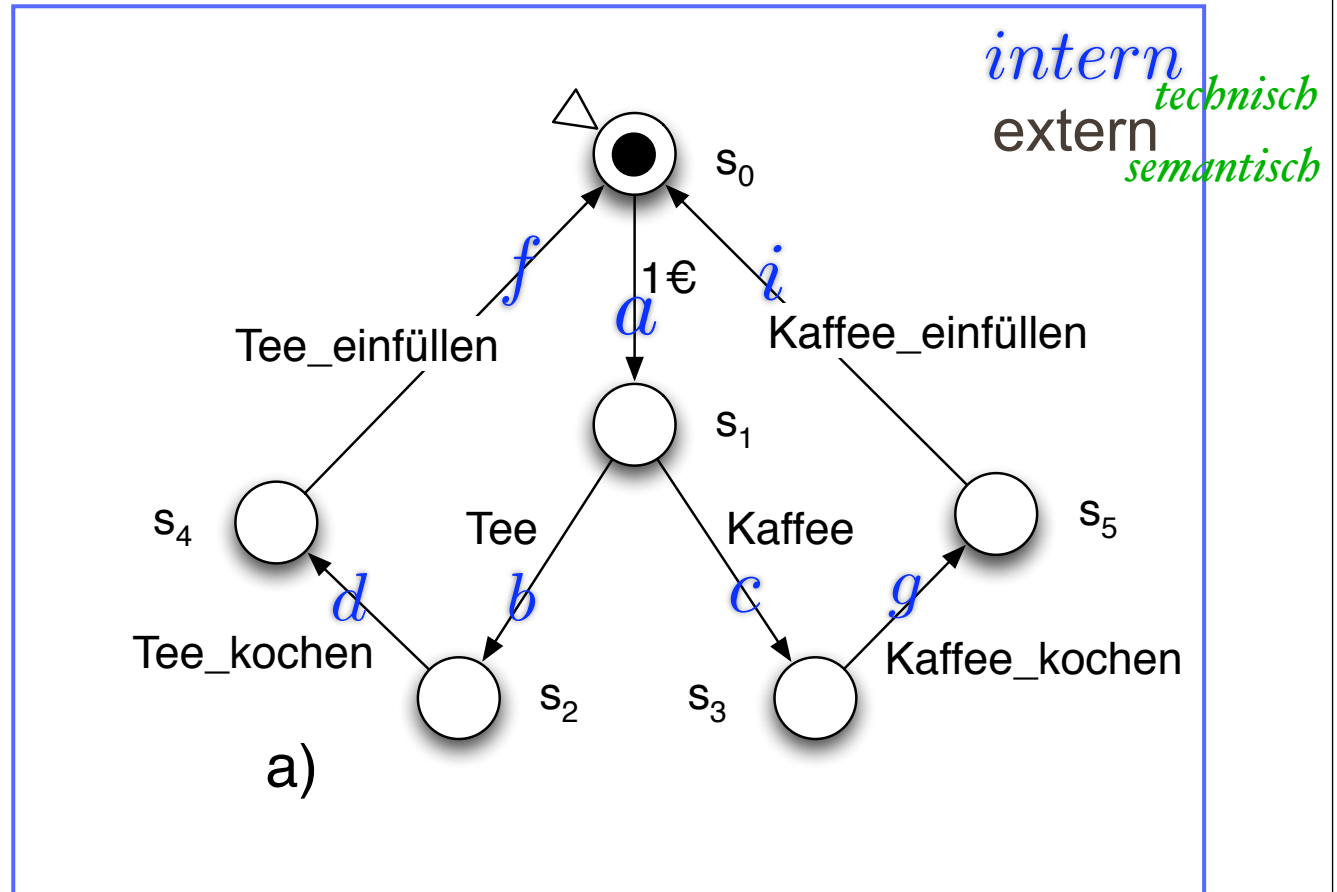 intern
technisch
extern
semantisch
s0
f
1€
i
a
Tee_einfüllen
Kaffee_einfüllen
s1
s4
Tee
Kaffee
s5
d
b
c
g
Tee_kochen
Kaffee_kochen
s2
s3
a)